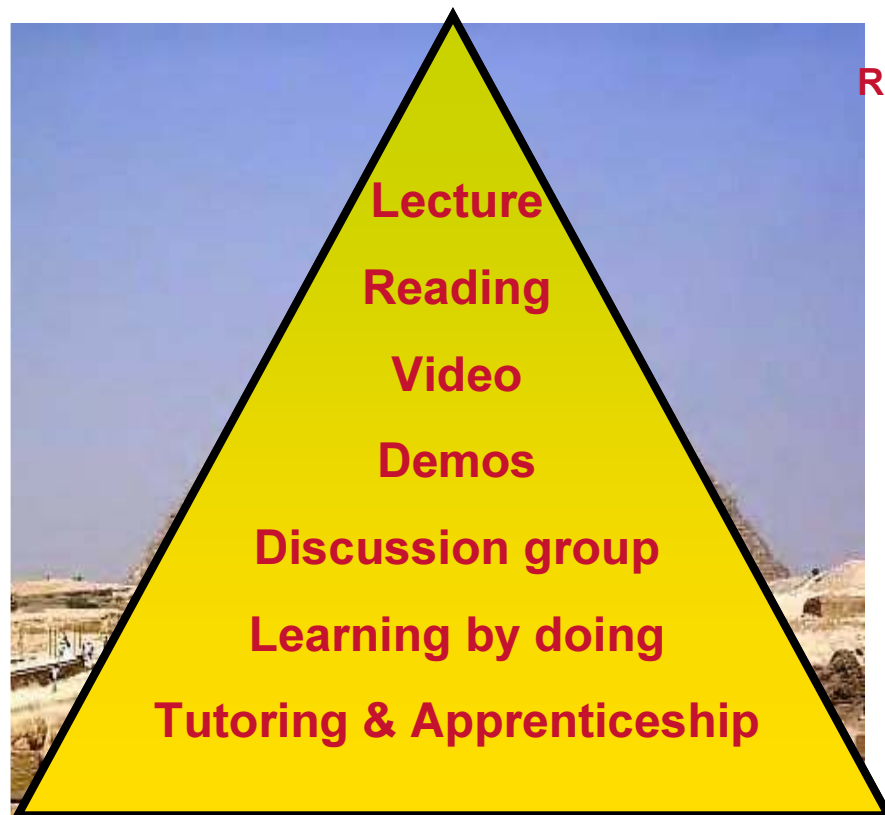 R
Lecture
Reading
Video
Demos
Discussion group
Learning by doing
Tutoring & Apprenticeship